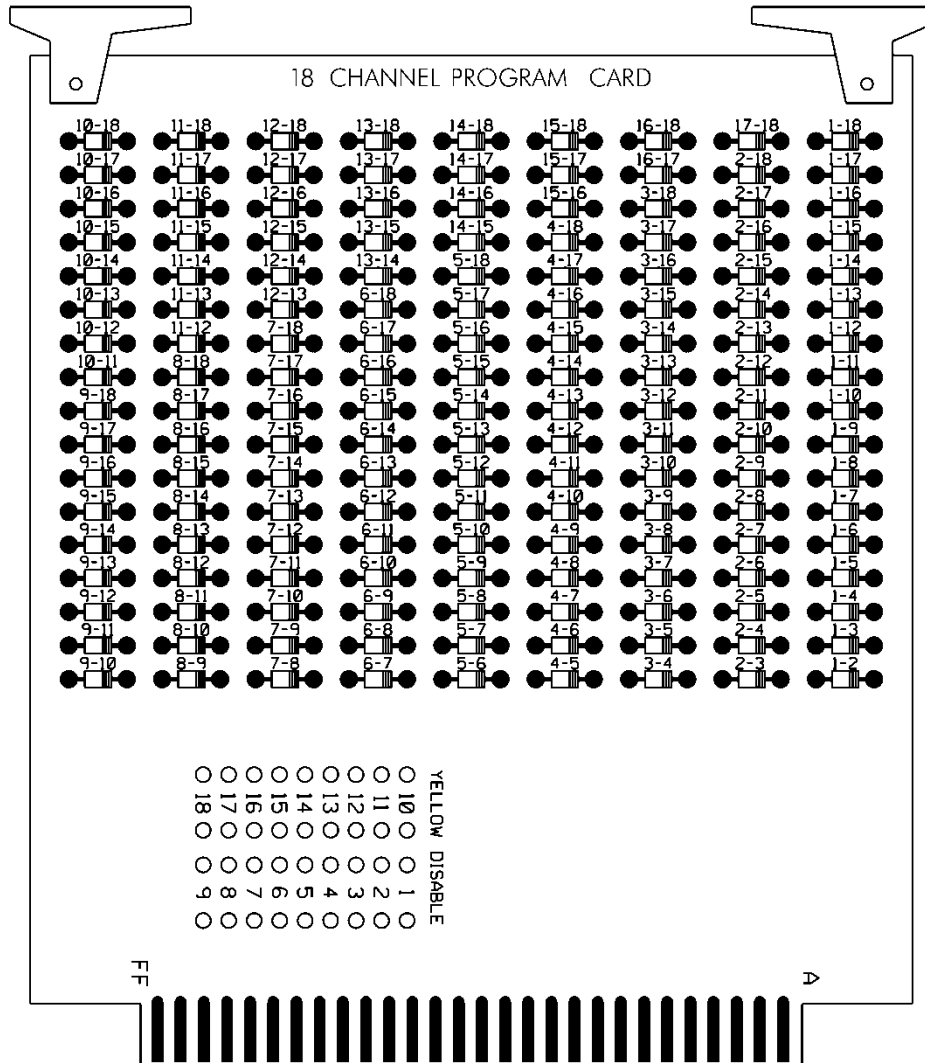 18 CHANNEL PROGRAM CARD
10-18 11-18 12-18 13-18 14-18 15-18 16-18 17-18 1-18
10-17 11-17 12-17 13-17 14-17 15-17 16-17 2-18 1-17
10-16 11-16 12-16 13-16 14-16 15-16 3-18 2-17 1-16
10-15 11-15 12-15 13-15 14-15 4-18 3-17 2-16 1-15
10-14 11-14 12-14 13-14 5-18 4-17 3-16 2-15 1-14
10-13 11-13 12-13 6-18 5-17 4-16 3-15 2-14 1-13
10-12 11-12 7-18 6-17 5-16 4-15 3-14 2-13 1-12
10-11 8-18 7-17 6-16 5-15 4-14 3-13 2-12 1-11
9-18 8-17 7-16 6-15 5-14 4-13 3-12 2-11 1-10
9-17 8-16 7-15 6-14 5-13 4-12 3-11 2-10 1-9
9-16 8-15 7-14 6-13 5-12 4-11 3-10 2-9 1-8
9-15 8-14 7-13 6-12 5-11 4-10 3-9 2-8 1-7
9-14 8-13 7-12 6-11 5-10 4-9 3-8 2-7 1-6
9-13 8-12 7-11 6-10 5-9 4-8 3-7 2-6 1-5
9-12 8-11 7-10 6-9 5-8 4-7 3-6 2-5 1-4
9-11 8-10 7-9 6-8 5-7 4-6 3-5 2-4 1-3
9-10 8-9 7-8 6-7 5-6 4-5 3-4 2-3 1-2
YELLOW DISABLE
10 1
11 2
12 3
13 4
14 5
15 6
16 7
17 8
18 9
FF
A